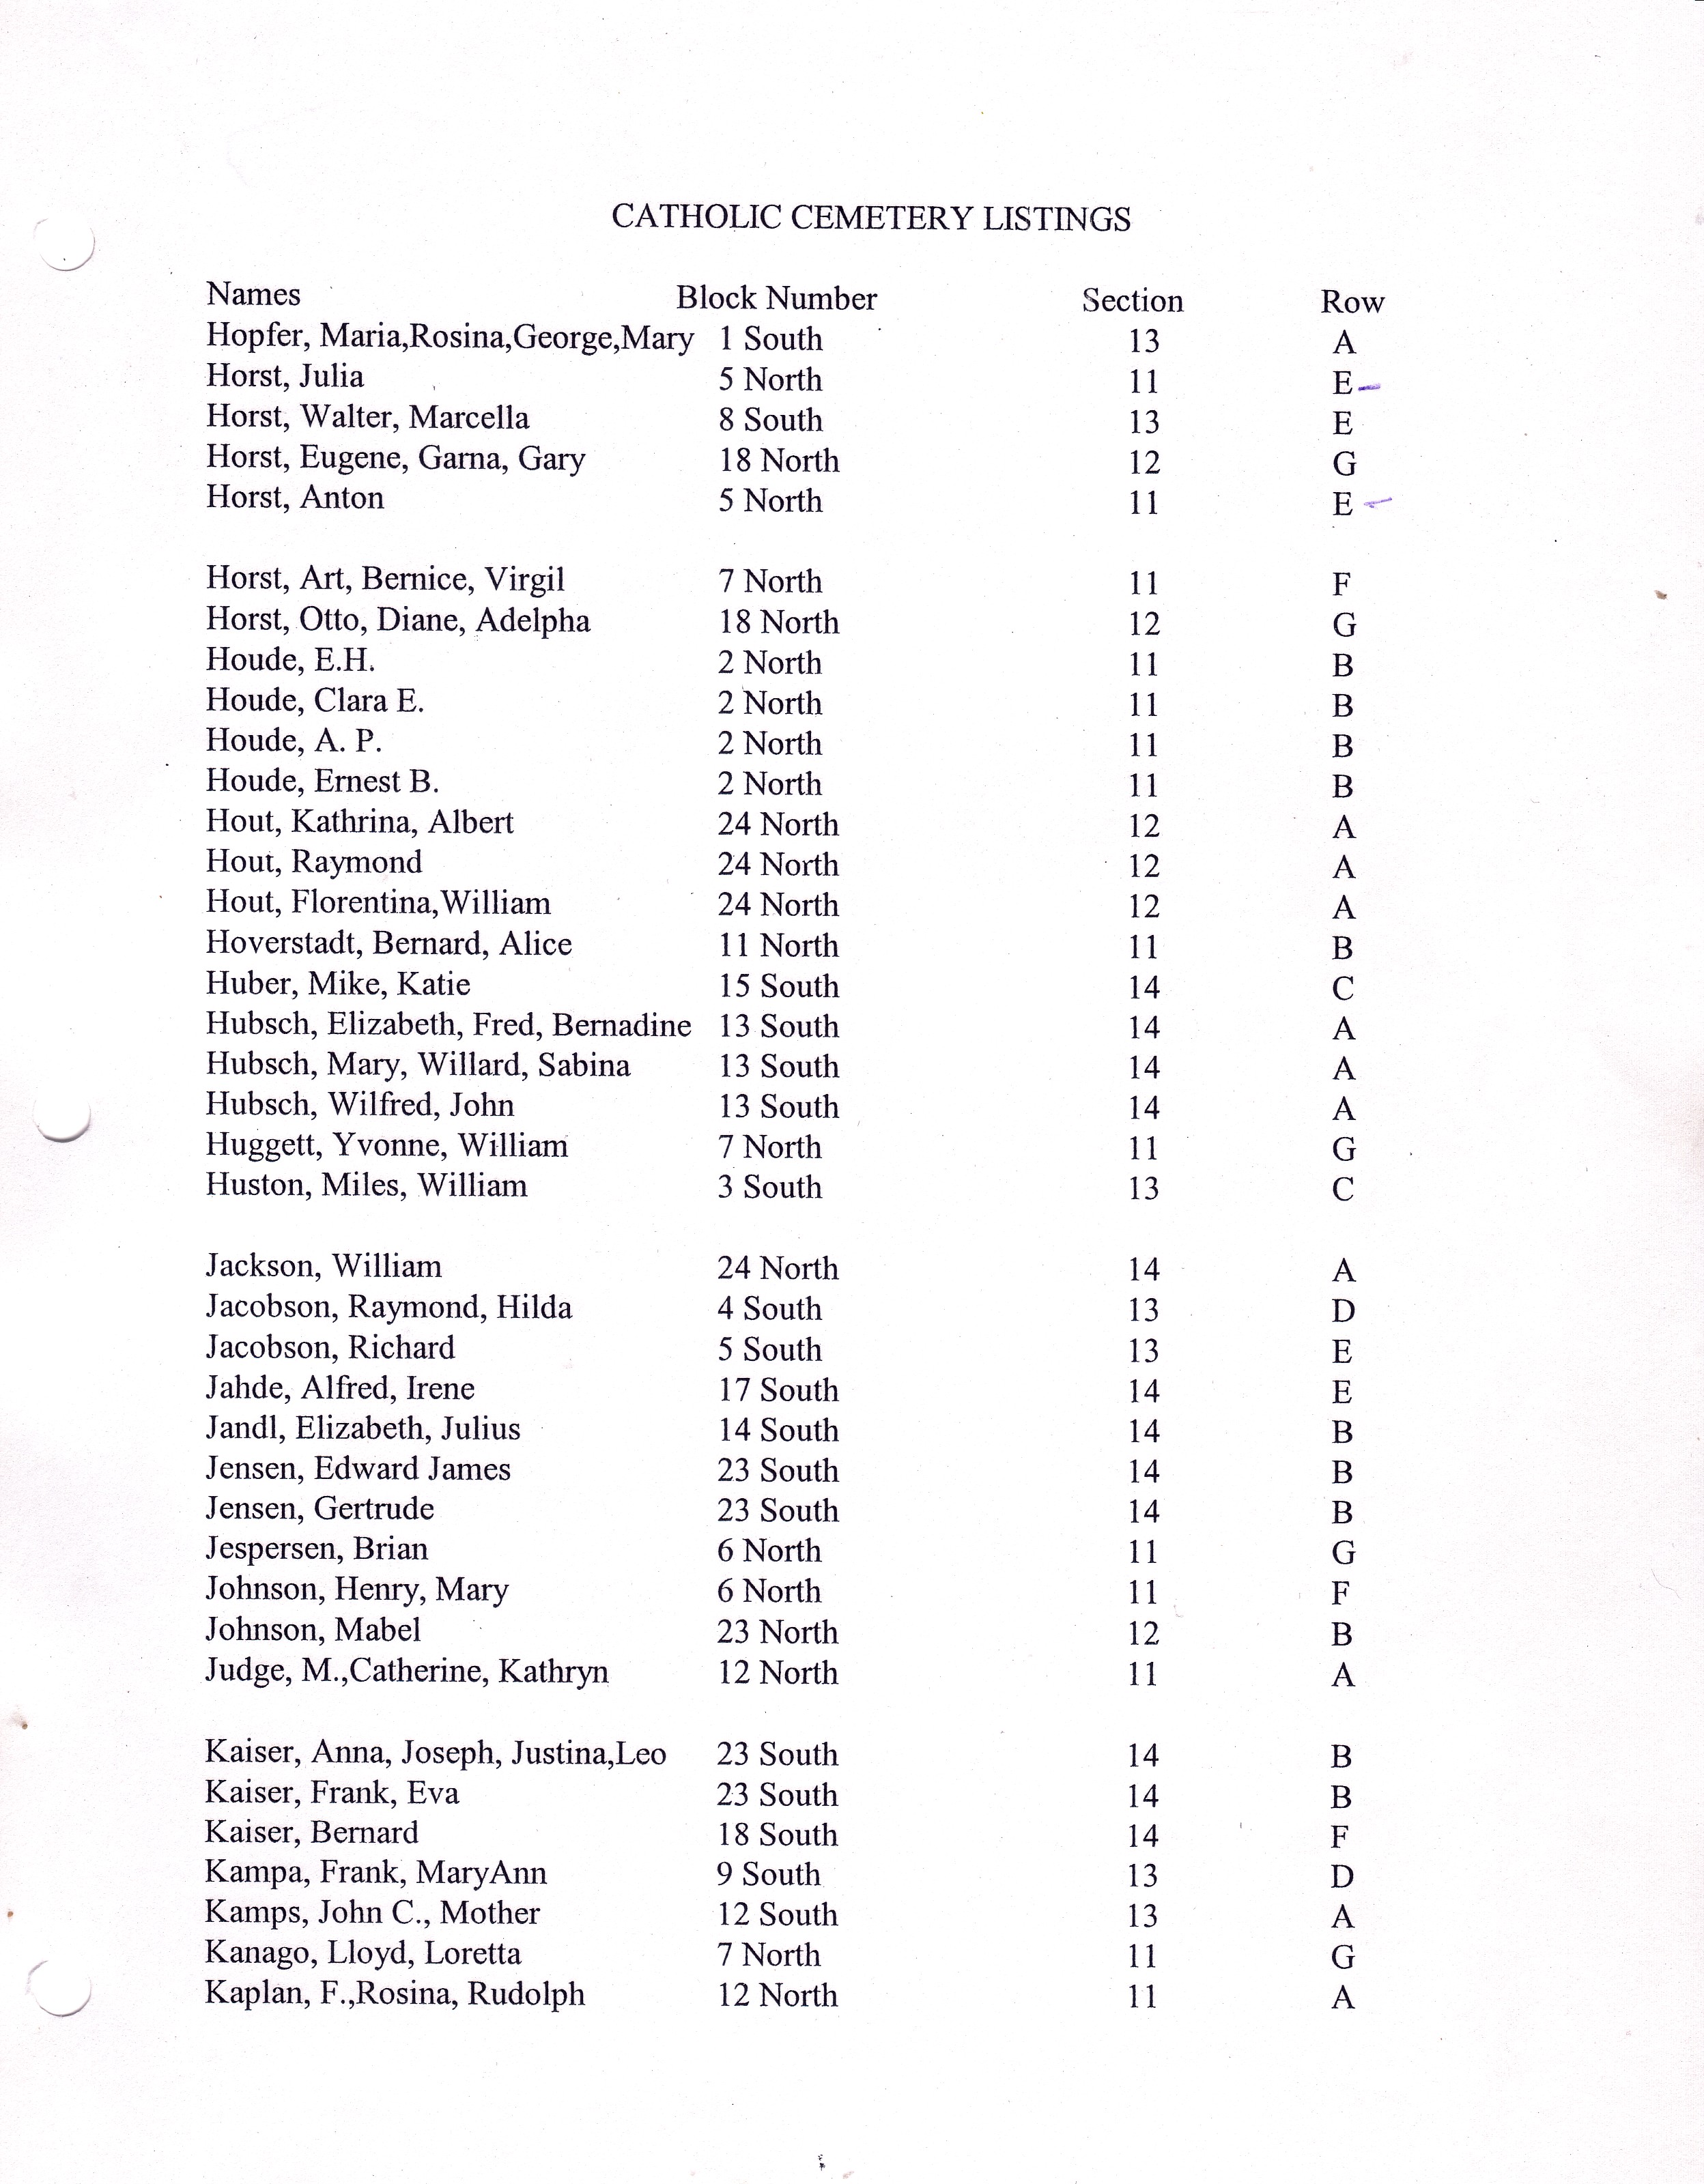 CATHOLIC CEMETERY LISTINGS
Names Block Number Section Row
Hopfer, Maria,Rosina,George,Mary 1 South 13 A
Horst, Julia 5 North 11 E
Horst, Walter, Marcella 8 South 13 E
Horst, Eugene, Garna, Gary 18 North 12 G
Horst, Anton 5 North 11 E
Horst, Art, Bernice, Virgil 7 North 11 F
Horst, Otto, Diane, Adelpha 18 North 12 G
Houde, E.H. 2 North 11 B
Houde, Clara E. 2 North 11 B
Houde, A. P. 2 North 11 B
Houde, Ernest B. 2 North 11 B
Hout, Kathrina, Albert 24 North 12 A
Hout, Raymond 24 North 12 A
Hout, Florentina,William 24 North 12 A
Hoverstadt, Bernard, Alice 11 North 11 B
Huber, Mike, Katie 15 South 14 C
Hubsch, Elizabeth, Fred, Bernadine 13 South 14 A
Hubsch, Mary, Willard, Sabina 13 South 14 A
Hubsch, Wilfred, John 13 South 14 A
Huggett, Yvonne, William 7 North 11 G
Huston, Miles, William 3 South 13 C
Jackson, William 24 North 14 A
Jacobson, Raymond, Hilda 4 South 13 D
Jacobson, Richard 5 South 13 E
Jahde, Alfred, Irene 17 South 14 E
Jandl, Elizabeth, Julius 14 South 14 B
Jensen, Edward James 23 South 14 B
Jensen, Gertrude 23 South 14 B
Jespersen, Brian 6 North 11 G
Johnson, Henry, Mary 6 North 11 F
Johnson, Mabel 23 North 12 B
Judge, M.,Catherine, Kathryn 12 North 11 A
Kaiser, Anna, Joseph, Justina,Leo 23 South 14 B
Kaiser, Frank, Eva 23 South 14 B
Kaiser, Bernard 18 South 14 F
Kampa, Frank, MaryAnn 9 South 13 D
Kamps, John C., Mother 12 South 13 A
Kanago, Lloyd, Loretta 7 North 11 G
Kaplan, F.,Rosina, Rudolph 12 North 11 A